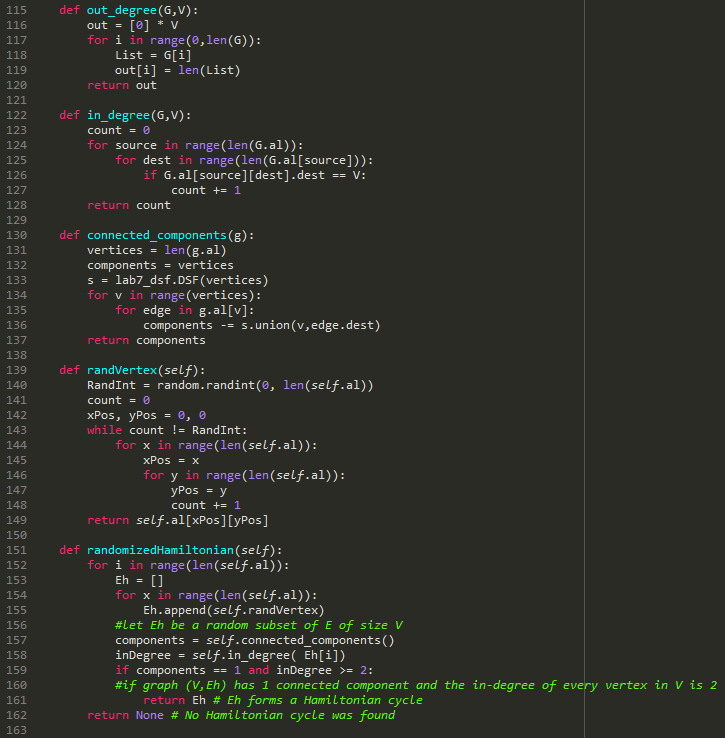 115 def out_degree(G,V):
116 out = [0] * V
117 for i in range(0,len(G)):
118 List = G[i]
119 out[i] = len(List)
120 return out
121
122 def in_degree(G,V):
123 count = 0
124 for source in range(len(G.al)):
125 for dest in range(len(G.al[source])):
126 if G.al[source][dest].dest == V:
127 count += 1
128 return count
129
130 def connected_components(g):
131 vertices = len(g.al)
132 components = vertices
133 s = lab7_dsf.DSF(vertices)
134 for v in range(vertices):
135 for edge in g.al[v]:
136 components -= s.union(v,edge.dest)
137 return components
138
139 def randVertex(self):
140 RandInt = random.randint(0, len(self.al))
141 count = 0
142 xPos, yPos = 0, 0
143 while count != RandInt:
144 for x in range(len(self.al)):
145 xPos = x
146 for y in range(len(self.al)):
147 yPos = y
148 count += 1
149 return self.al[xPos][yPos]
150
151 def randomizedHamiltonian(self):
152 for i in range(len(self.al)):
153 Eh = []
154 for x in range(len(self.al)):
155 Eh.append(self.randVertex)
156 #let Eh be a random subset of E of size V
157 components = self.connected_components()
158 inDegree = self.in_degree( Eh[i])
159 if components == 1 and inDegree >= 2:
160 #if graph (V,Eh) has 1 connected component and the in-degree of every vertex in V is 2
161 return Eh # Eh forms a Hamiltonian cycle
162 return None # No Hamiltonian cycle was found
163